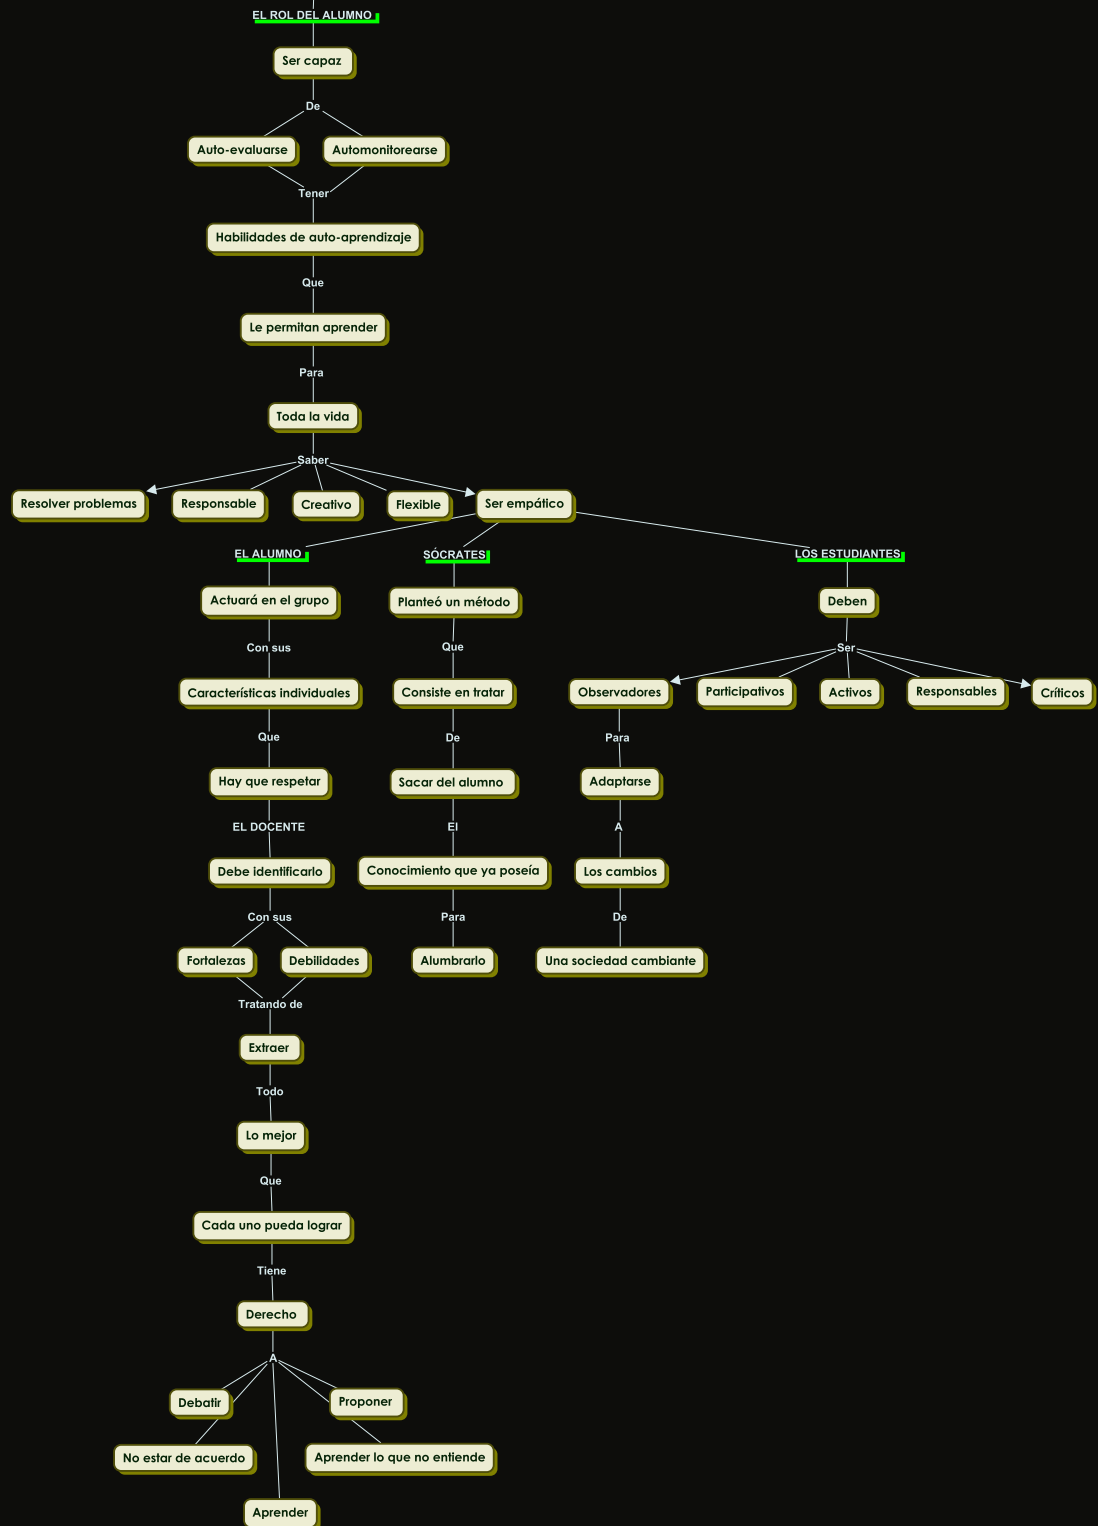 EL ROL DEL ALUMNO
Ser capaz
De
Auto-evaluarse
Automonitorearse
Tener
Habilidades de auto-aprendizaje
Que
Le permitan aprender
Para
Toda la vida
Saber
Resolver problemas
Responsable
Creativo
Flexible
Ser empático
EL ALUMNO
SÓCRATES
LOS ESTUDIANTES
Actuará en el grupo
Planteó un método
Deben
Con sus
Que
Ser
Características individuales
Consiste en tratar
Observadores
Participativos
Activos
Responsables
Críticos
Que
De
Para
Hay que respetar
Sacar del alumno
Adaptarse
EL DOCENTE
El
A
Debe identificarlo
Conocimiento que ya poseía
Los cambios
Con sus
Para
De
Fortalezas
Debilidades
Alumbrarlo
Una sociedad cambiante
Tratando de
Extraer
Todo
Lo mejor
Que
Cada uno pueda lograr
Tiene
Derecho
A
Debatir
Proponer
No estar de acuerdo
Aprender lo que no entiende
Aprender